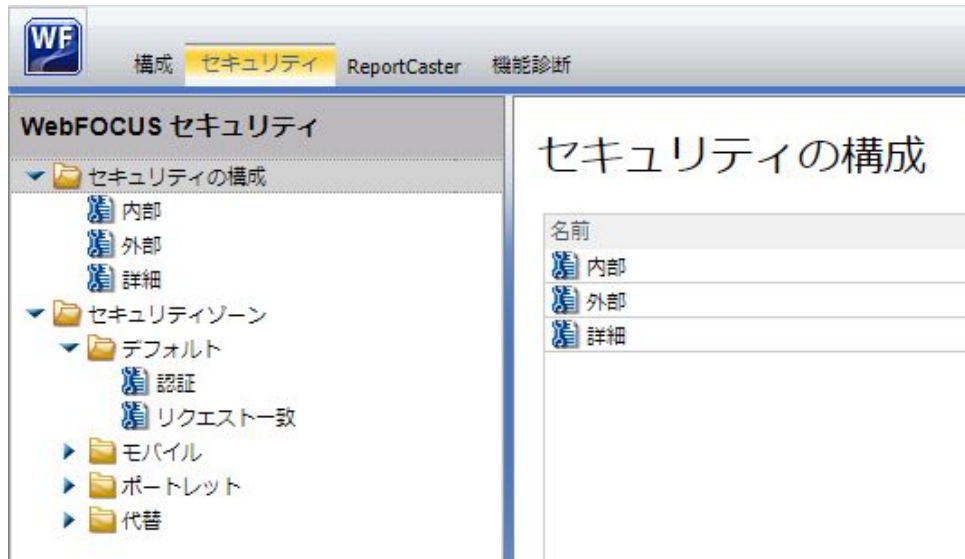 WF
構成 セキュリティ ReportCaster 機能診断
WebFOCUS セキュリティ
セキュリティの構成
内部
外部
詳細
セキュリティゾーン
デフォルト
認証
リクエスト一致
モバイル
ポートレット
代替
セキュリティの構成
名前
内部
外部
詳細